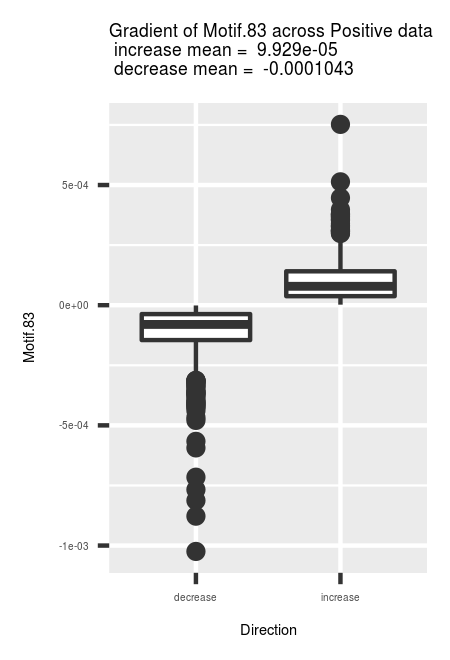 Gradient of Motif.83 across Positive data
increase mean =  9.929e-05
decrease mean =  -0.0001043
Motif.83
5e-04
0e+00
-5e-04
-1e-03
decrease
increase
Direction